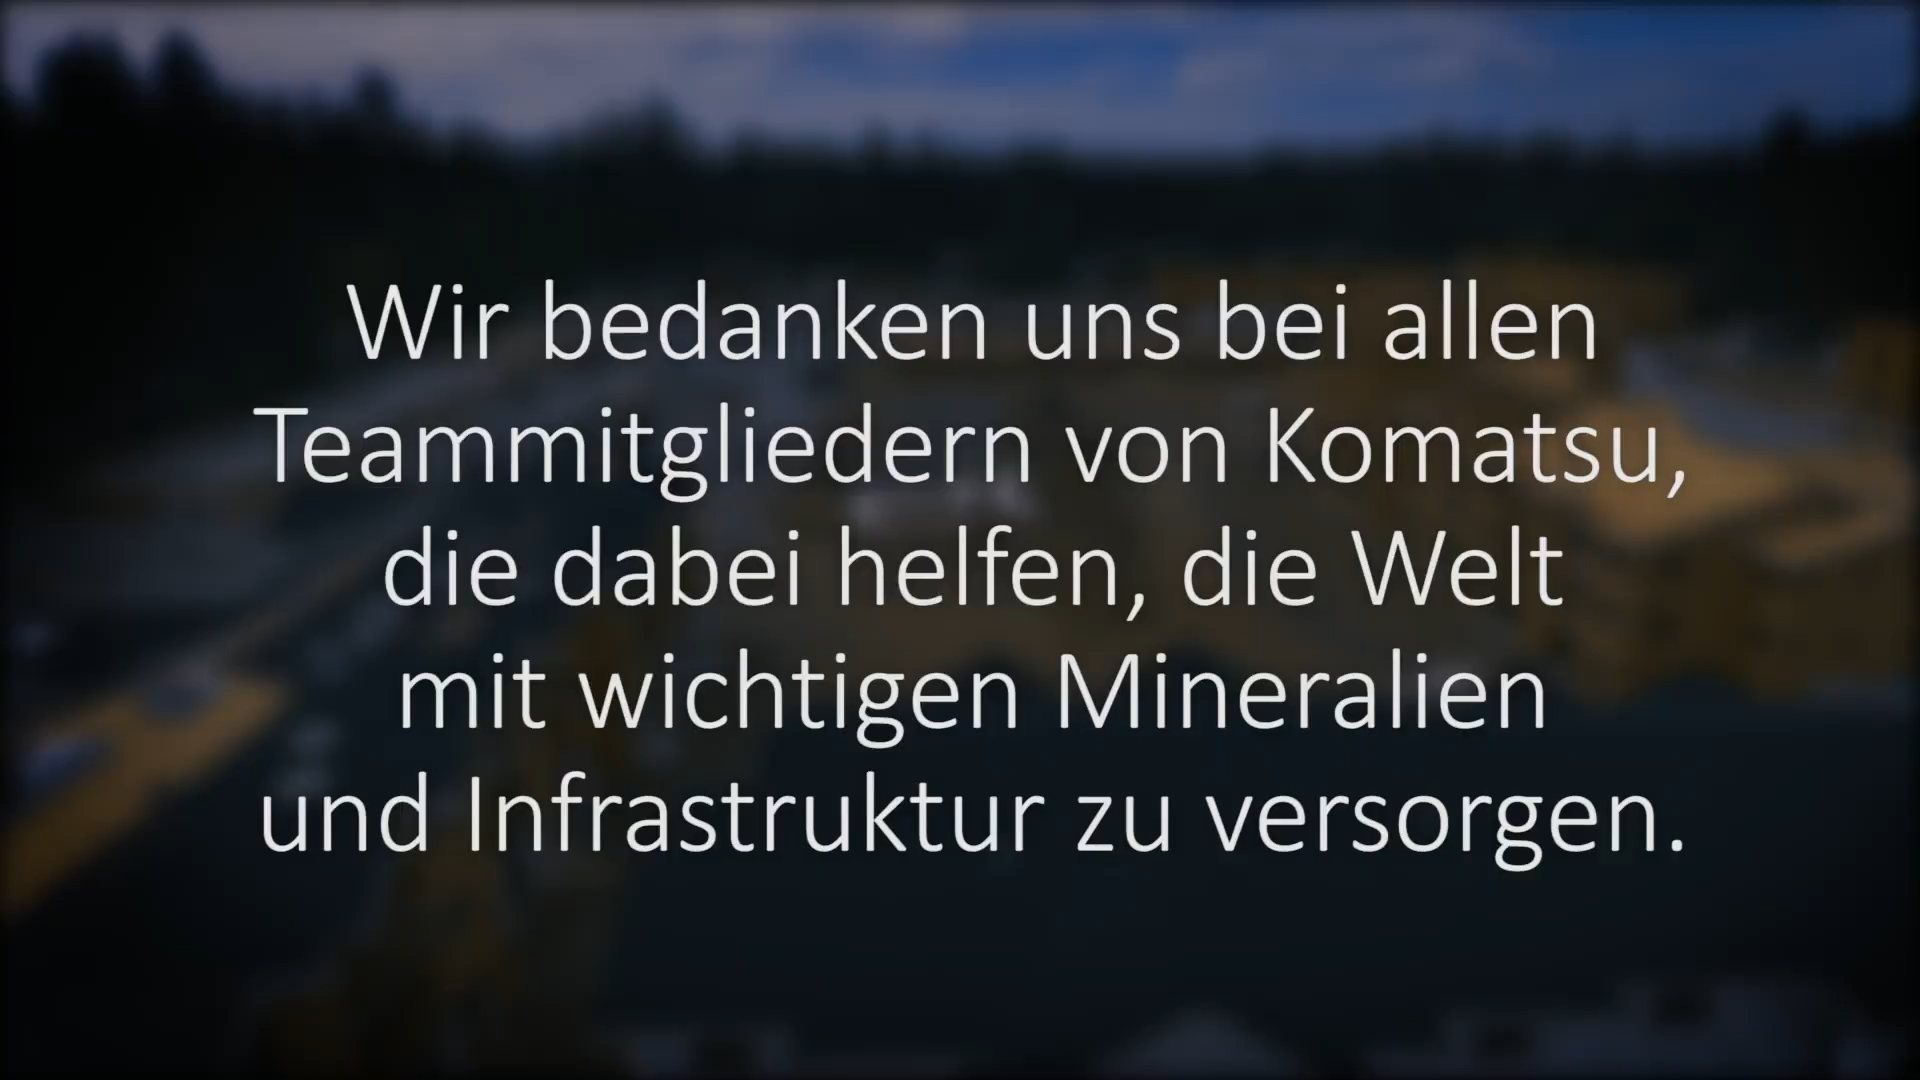 Wir bedanken uns bei allen
Teammitgliedern von Komatsu,
die dabei helfen, die Welt
mit wichtigen Mineralien
und Infrastruktur zu versorgen.